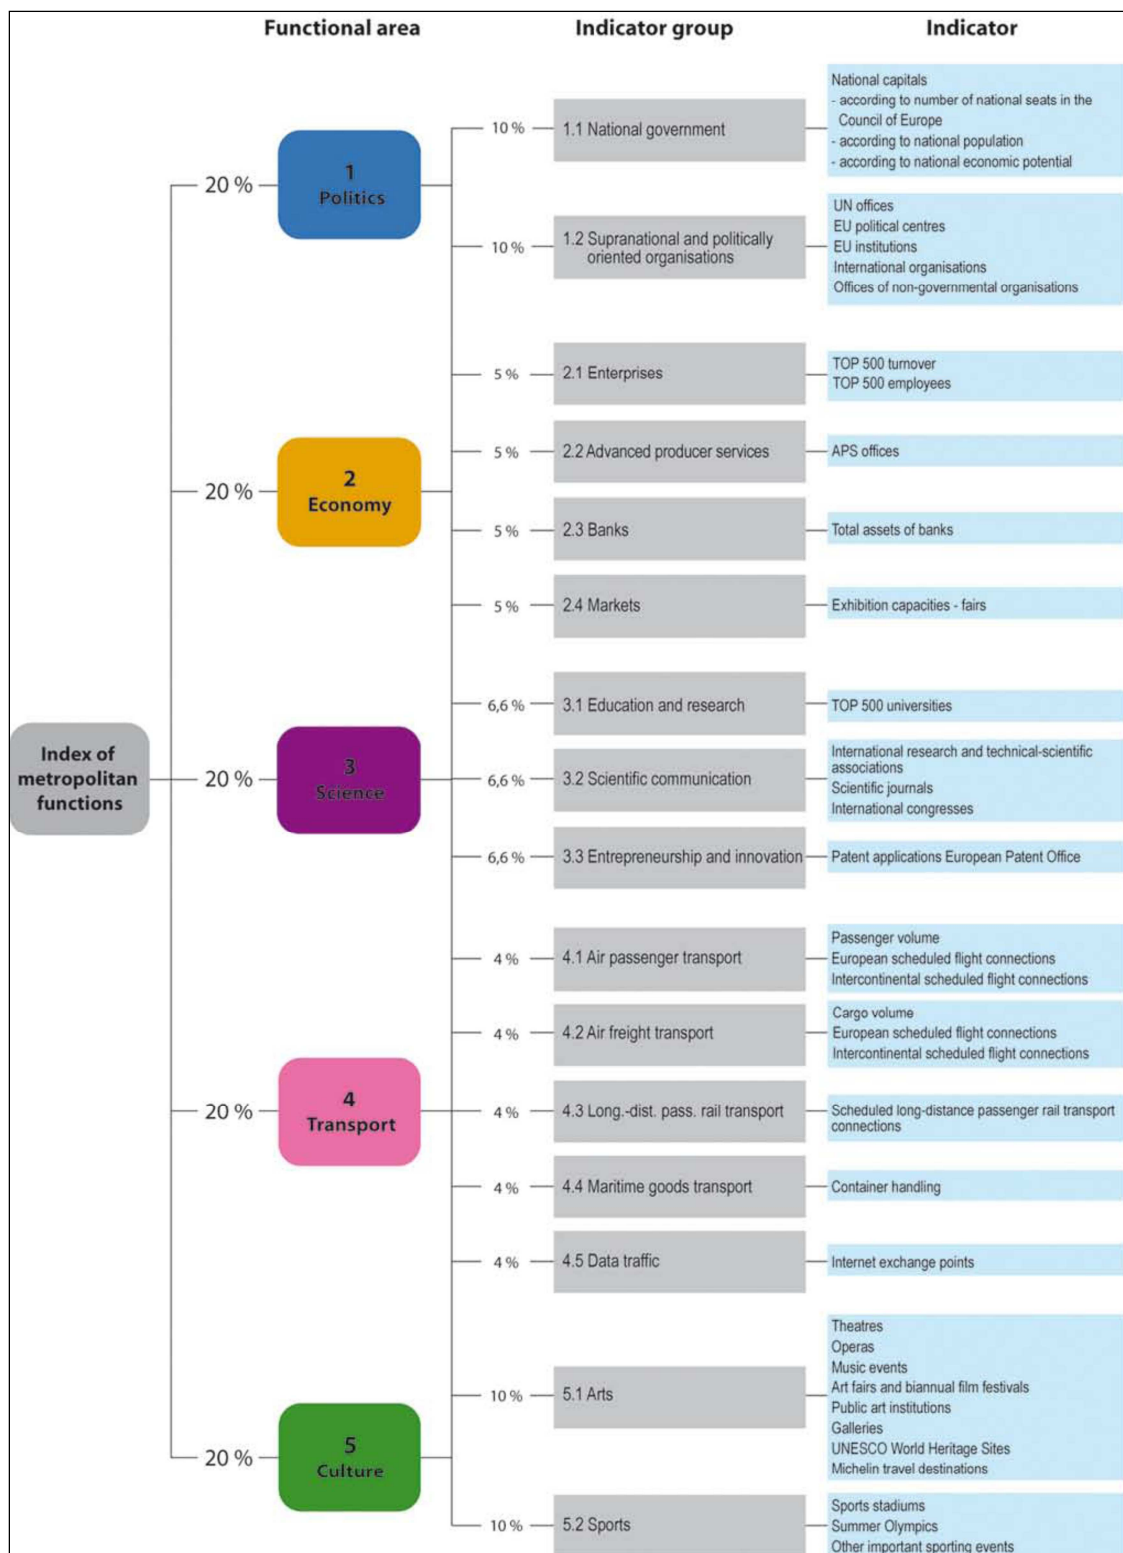 Functional area
Indicator group
Indicator
Index of
metropolitan
functions
20 %
1
Politics
10 %
1.1 National government
National capitals
- according to number of national seats in the
Council of Europe
- according to national population
- according to national economic potential
10 %
1.2 Supranational and politically
oriented organisations
UN offices
EU political centres
EU institutions
International organisations
Offices of non-governmental organisations
20 %
2
Economy
5 %
2.1 Enterprises
TOP 500 turnover
TOP 500 employees
5 %
2.2 Advanced producer services
APS offices
5 %
2.3 Banks
Total assets of banks
5 %
2.4 Markets
Exhibition capacities - fairs
20 %
3
Science
6,6 %
3.1 Education and research
TOP 500 universities
6,6 %
3.2 Scientific communication
International research and technical-scientific
associations
Scientific journals
International congresses
6,6 %
3.3 Entrepreneurship and innovation
Patent applications European Patent Office
20 %
4
Transport
4 %
4.1 Air passenger transport
Passenger volume
European scheduled flight connections
Intercontinental scheduled flight connections
4 %
4.2 Air freight transport
Cargo volume
European scheduled flight connections
Intercontinental scheduled flight connections
4 %
4.3 Long.-dist. pass. rail transport
Scheduled long-distance passenger rail transport
connections
4 %
4.4 Maritime goods transport
Container handling
4 %
4.5 Data traffic
Internet exchange points
20 %
5
Culture
10 %
5.1 Arts
Theatres
Operas
Music events
Art fairs and biannual film festivals
Public art institutions
Galleries
UNESCO World Heritage Sites
Michelin travel destinations
10 %
5.2 Sports
Sports stadiums
Summer Olympics
Other important sporting events